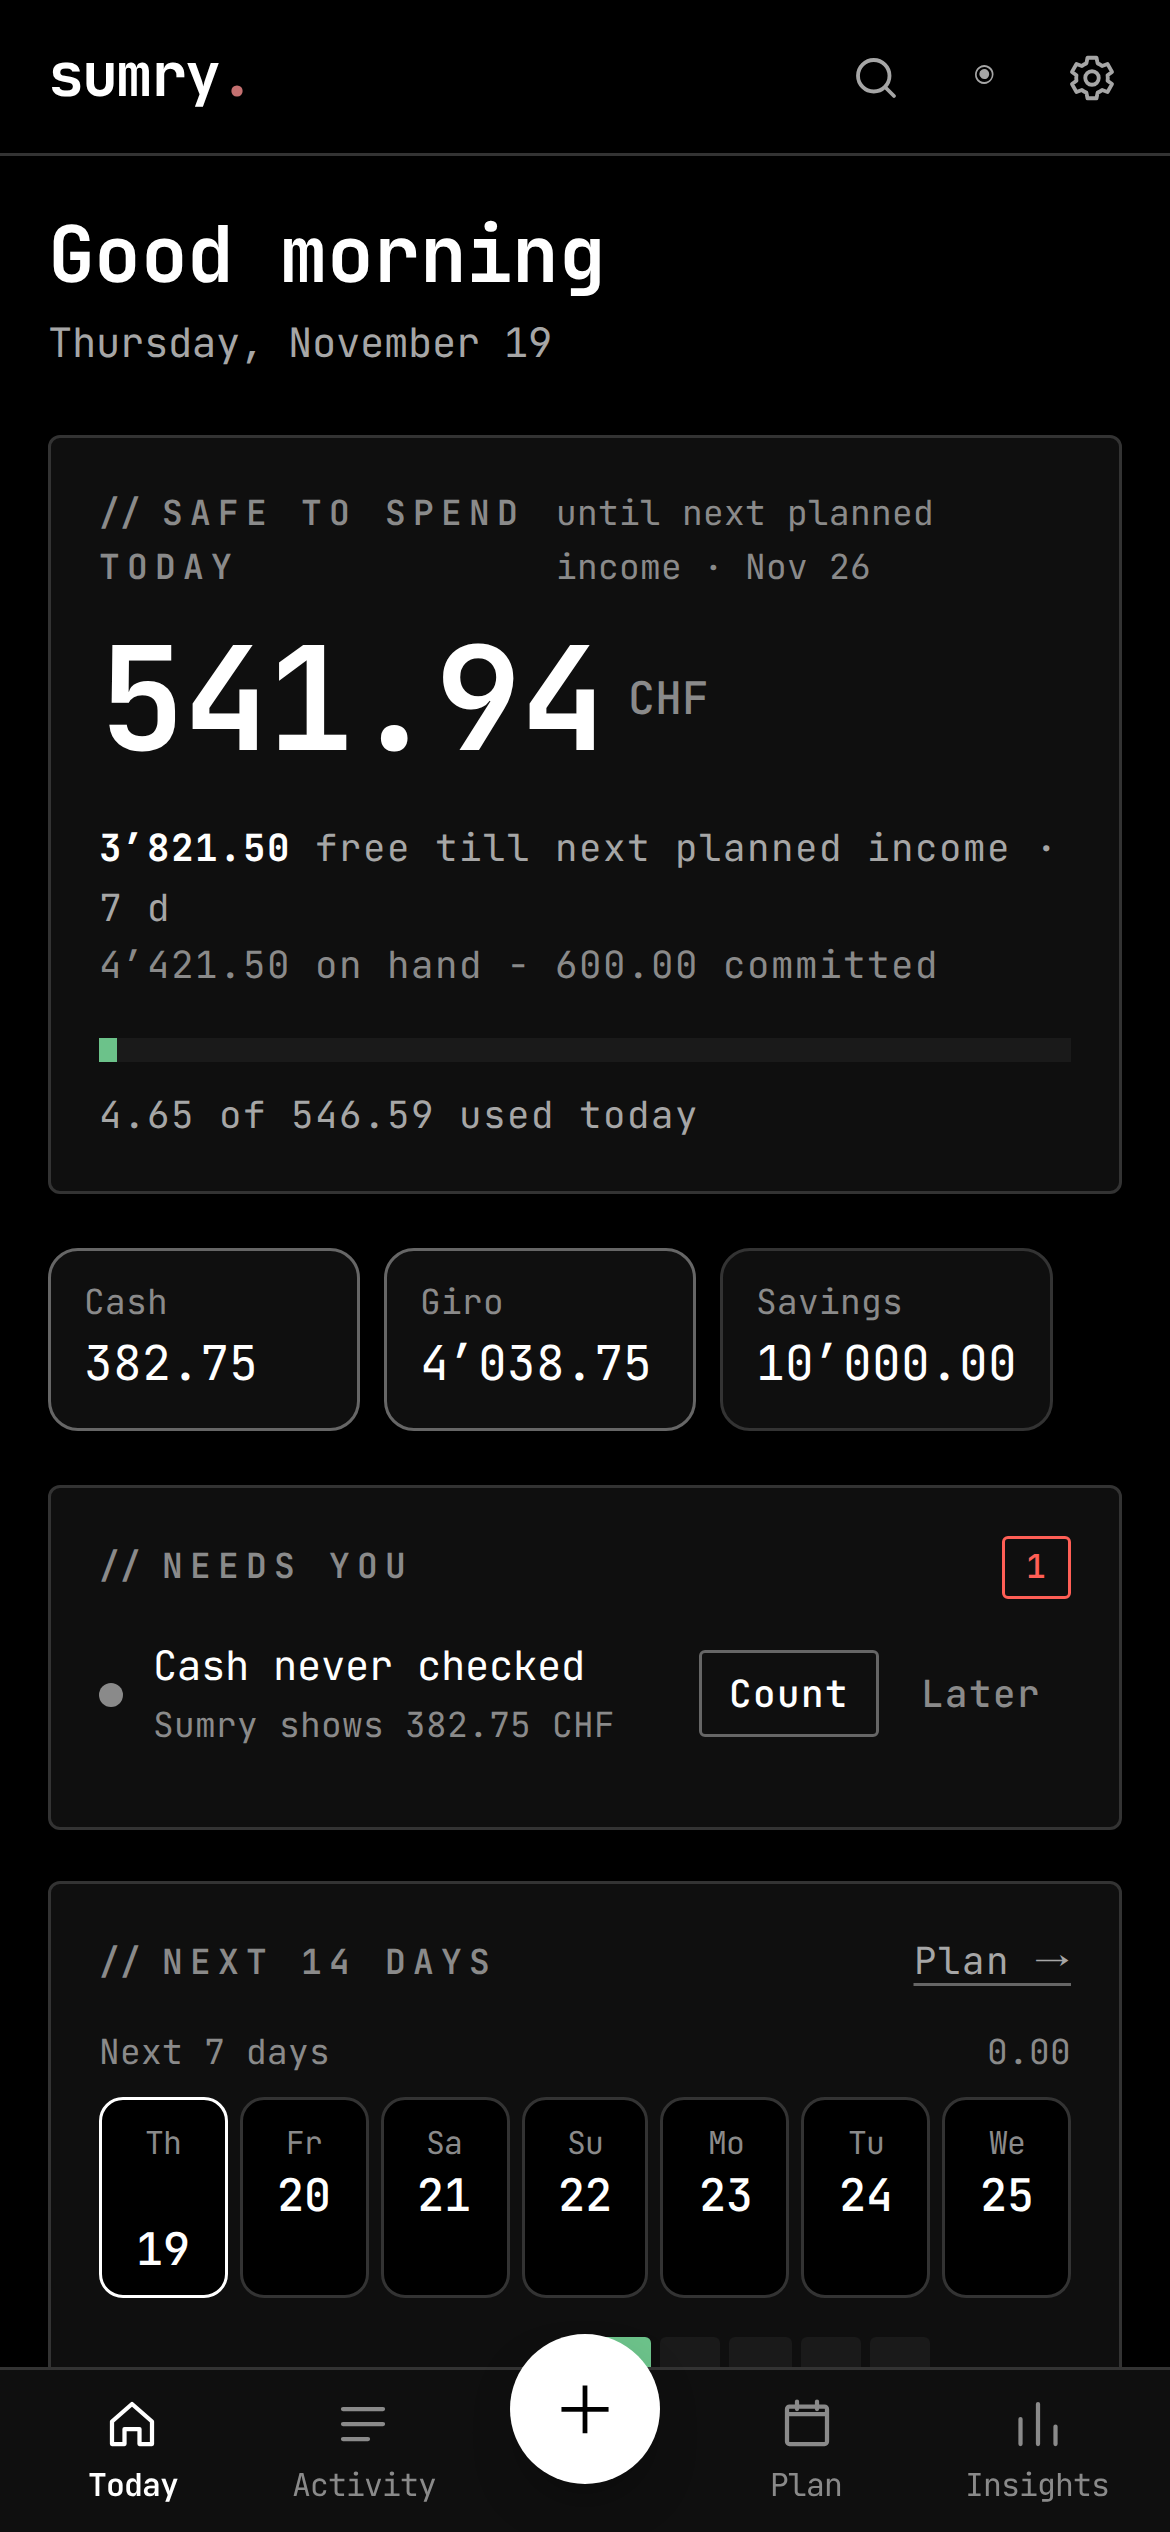 sumry.
Good morning
Thursday, November 19
// SAFE TO SPEND TODAY
until next planned income · Nov 26
541.94 CHF
3’821.50 free till next planned income ·
7 d
4’421.50 on hand - 600.00 committed
4.65 of 546.59 used today
Cash
382.75
Giro
4’038.75
Savings
10’000.00
// NEEDS YOU
1
Cash never checked
Sumry shows 382.75 CHF
Count
Later
// NEXT 14 DAYS
Plan →
Next 7 days
0.00
Th Fr Sa Su Mo Tu We
19 20 21 22 23 24 25
Today
Activity
+
Plan
Insights